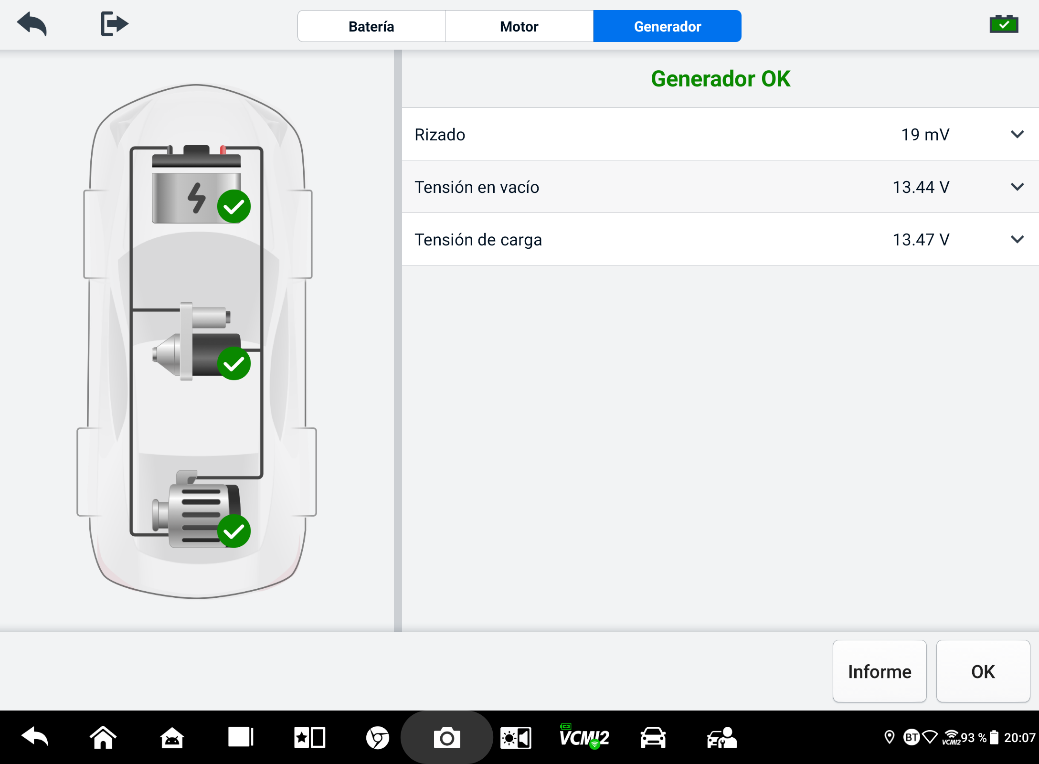 Batería
Motor
Generador
Generador OK
Rizado 19 mV
Tensión en vacío 13.44 V
Tensión de carga 13.47 V
Informe
OK
VCMI2
BT
VCMI2
93 %
20:07